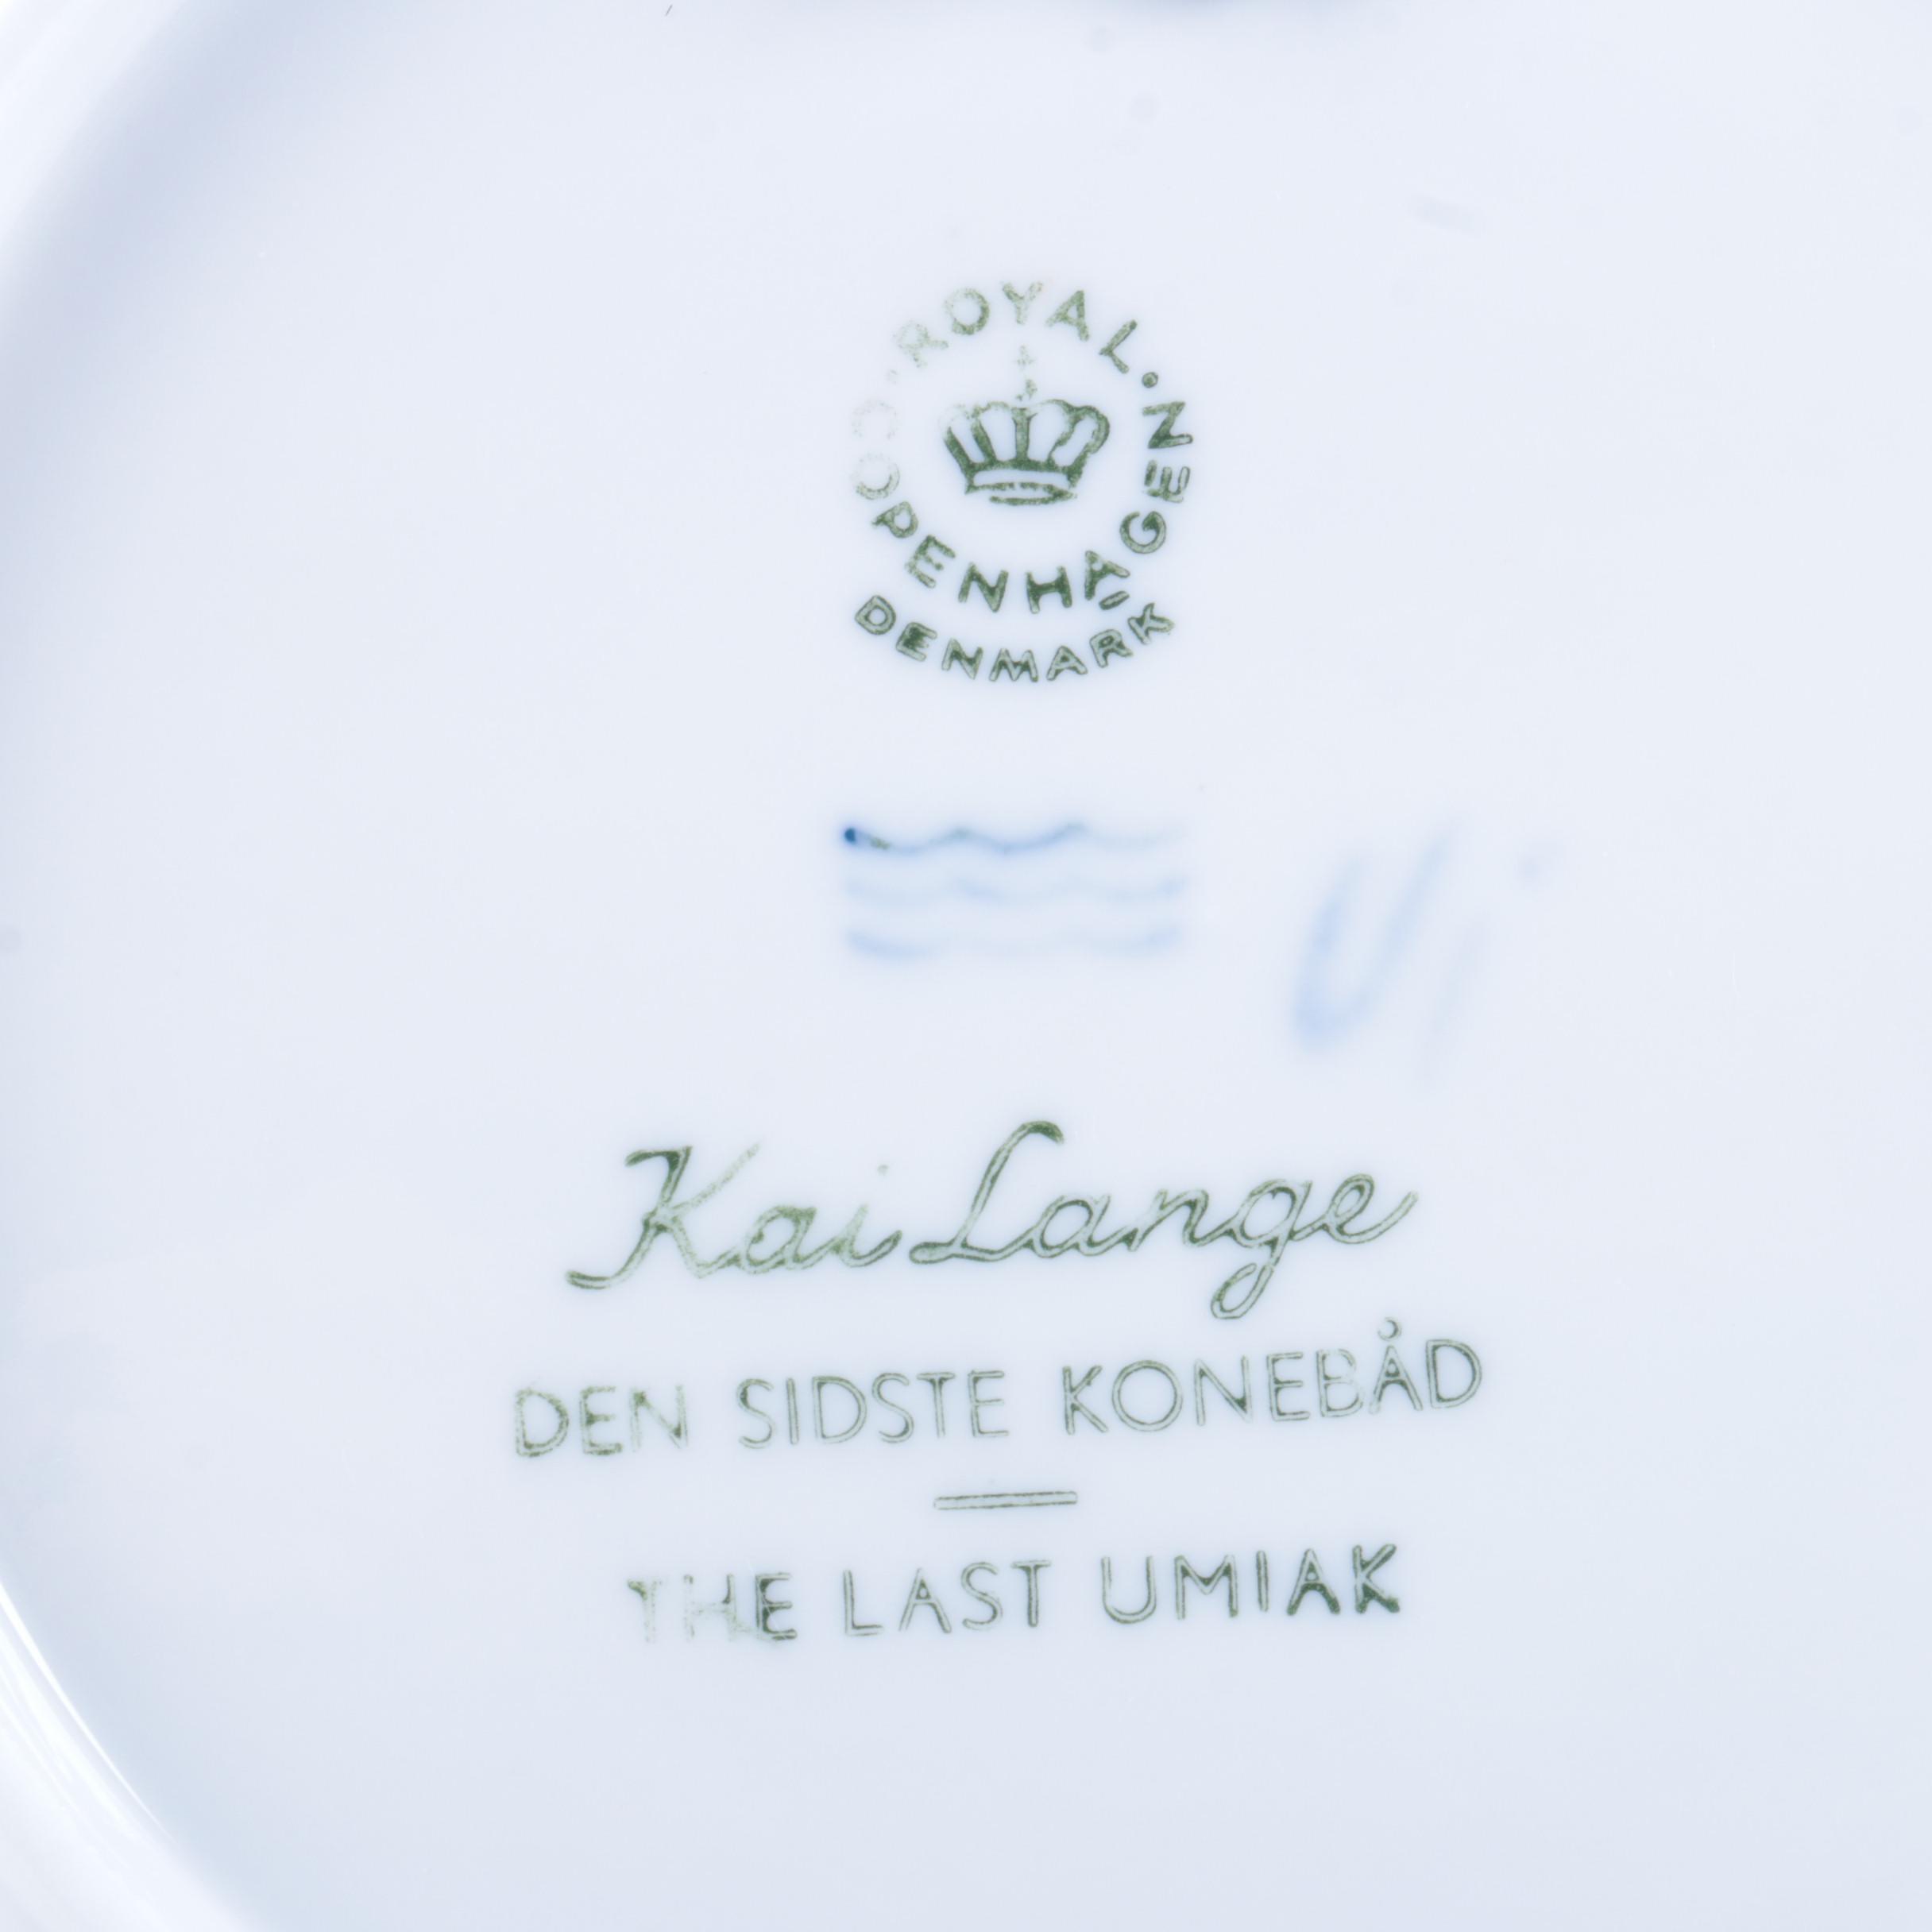 ROYAL · COPENHAGEN ·
DENMARK
Kai Lange
DEN SIDSTE KONEBÅD
THE LAST UMIAK